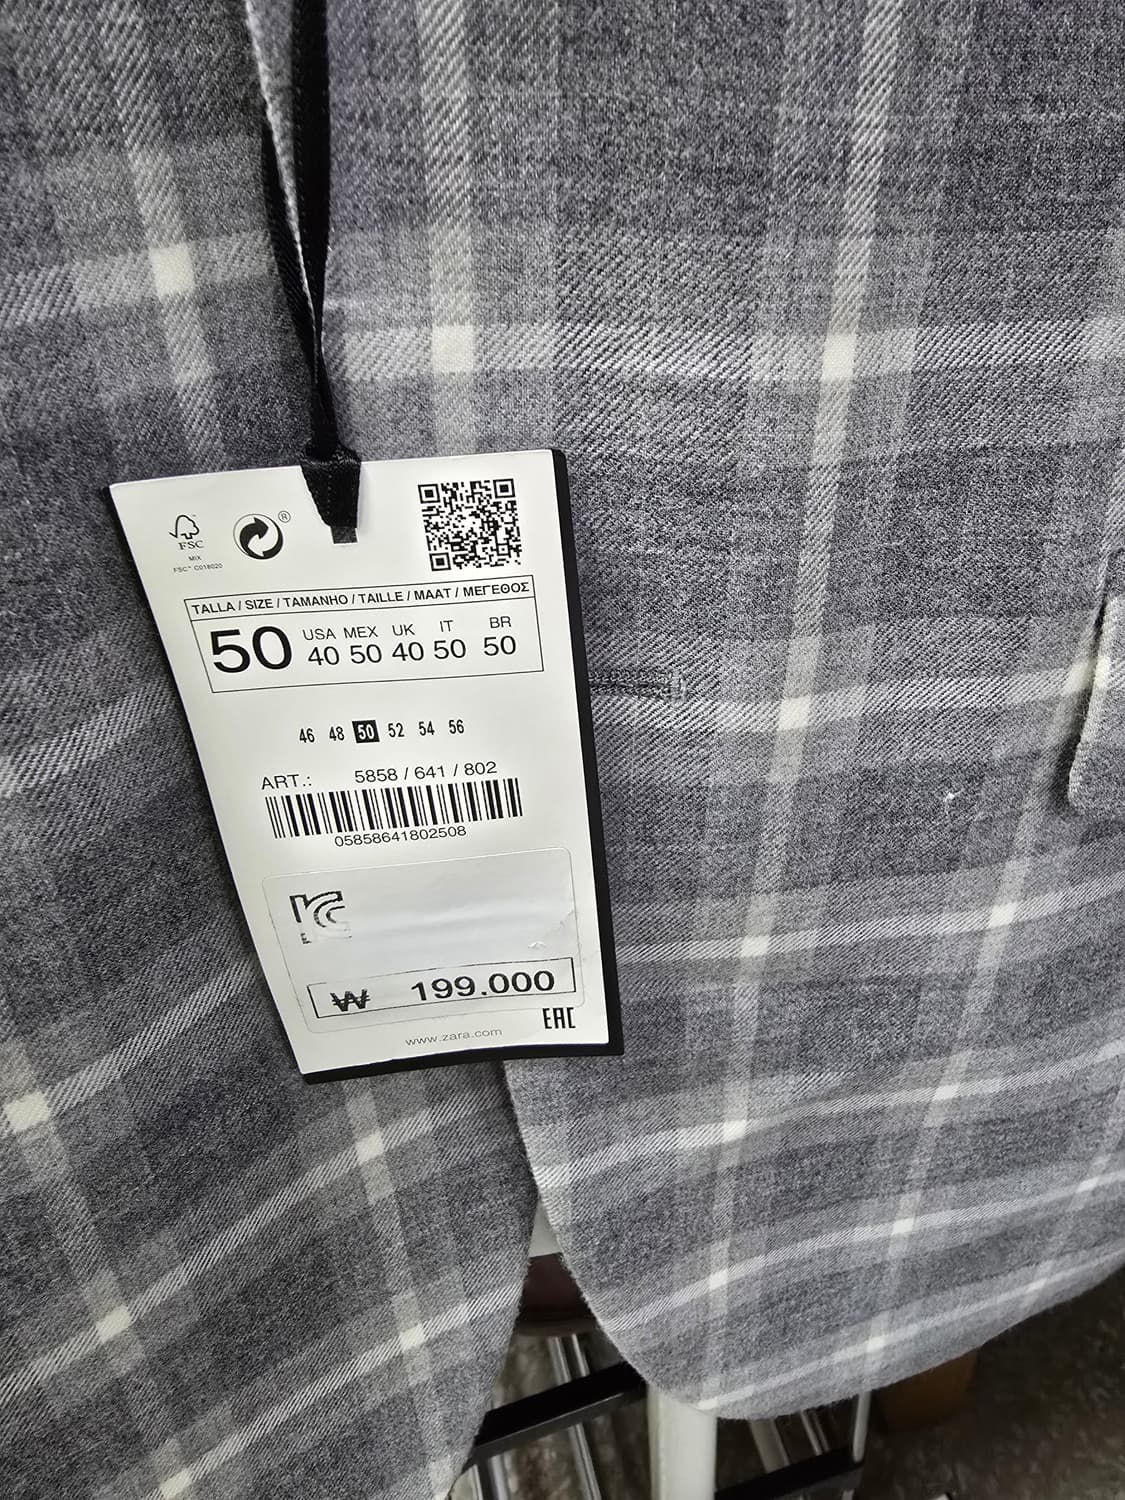 FSC
MIX
FSC™ C018020
®
TALLA / SIZE / TAMANHO / TAILLE / MAAT / ΜΕΓΕΘΟΣ
50
USA MEX UK IT BR
40 50 40 50 50
46 48 50 52 54 56
ART.: 5858 / 641 / 802
05858641802508
₩ 199.000
EAC
www.zara.com